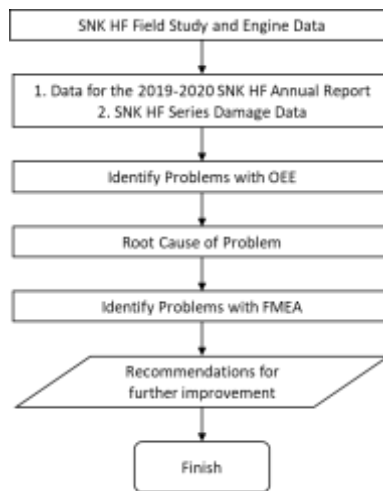 SNK HF Field Study and Engine Data
1. Data for the 2019-2020 SNK HF Annual Report
2. SNK HF Series Damage Data
Identify Problems with OEE
Root Cause of Problem
Identify Problems with FMEA
Recommendations for
further improvement
Finish